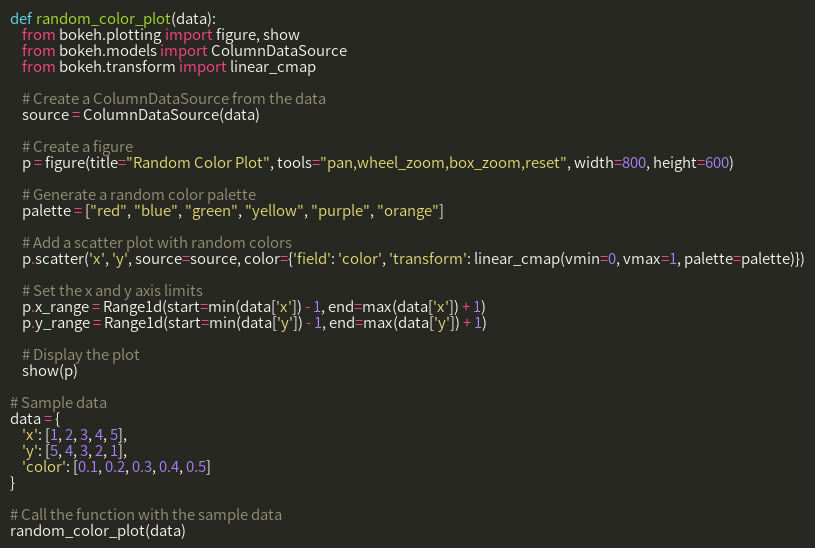 def random_color_plot(data):
    from bokeh.plotting import figure, show
    from bokeh.models import ColumnDataSource
    from bokeh.transform import linear_cmap

    # Create a ColumnDataSource from the data
    source = ColumnDataSource(data)

    # Create a figure
    p = figure(title="Random Color Plot", tools="pan,wheel_zoom,box_zoom,reset", width=800, height=600)

    # Generate a random color palette
    palette = ["red", "blue", "green", "yellow", "purple", "orange"]

    # Add a scatter plot with random colors
    p.scatter('x', 'y', source=source, color={'field': 'color', 'transform': linear_cmap(vmin=0, vmax=1, palette=palette)})

    # Set the x and y axis limits
    p.x_range = Range1d(start=min(data['x']) - 1, end=max(data['x']) + 1)
    p.y_range = Range1d(start=min(data['y']) - 1, end=max(data['y']) + 1)

    # Display the plot
    show(p)

# Sample data
data = {
    'x': [1, 2, 3, 4, 5],
    'y': [5, 4, 3, 2, 1],
    'color': [0.1, 0.2, 0.3, 0.4, 0.5]
}

# Call the function with the sample data
random_color_plot(data)